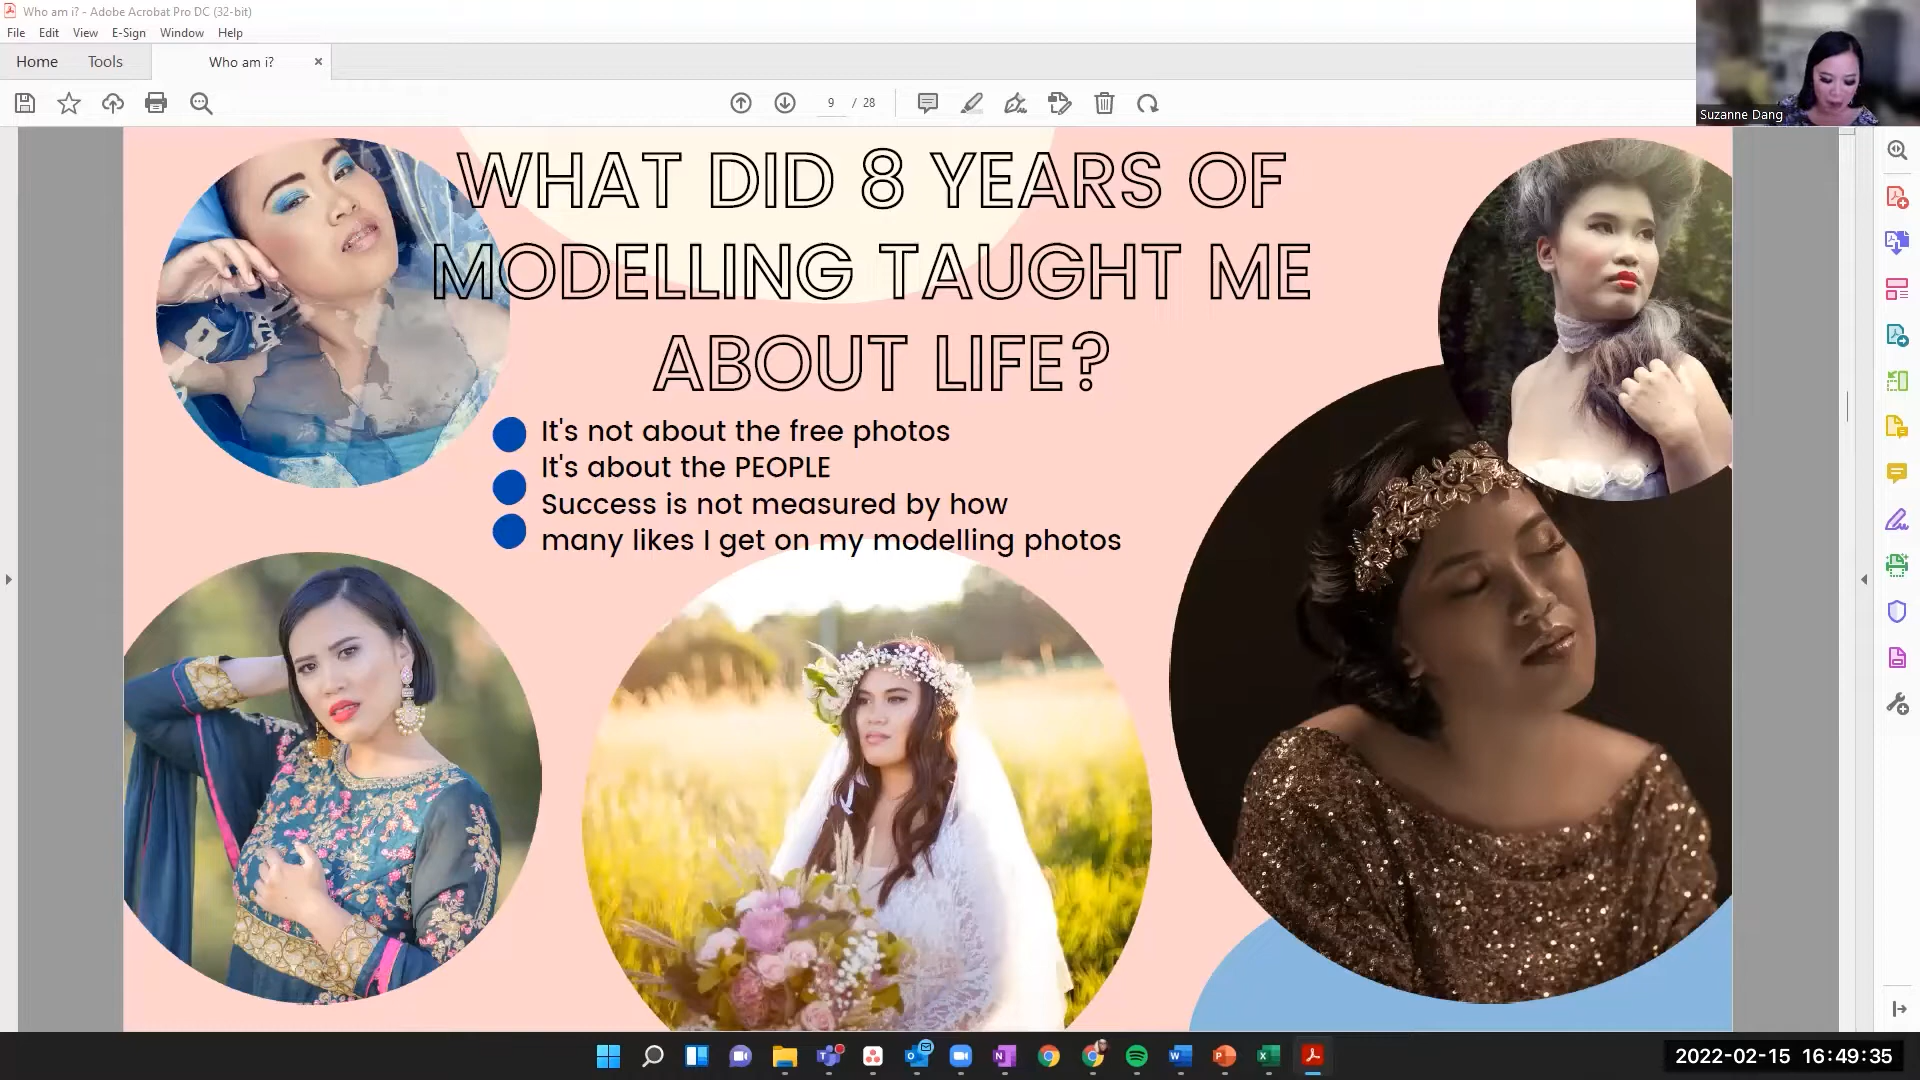 Who am i? - Adobe Acrobat Pro DC (32-bit)
File Edit View E-Sign Window Help
Home Tools Who am i? ×
9 / 28
Suzanne Dang
WHAT DID 8 YEARS OF
MODELLING TAUGHT ME
ABOUT LIFE?
It's not about the free photos
It's about the PEOPLE
Success is not measured by how
many likes I get on my modelling photos
2022-02-15 16:49:35